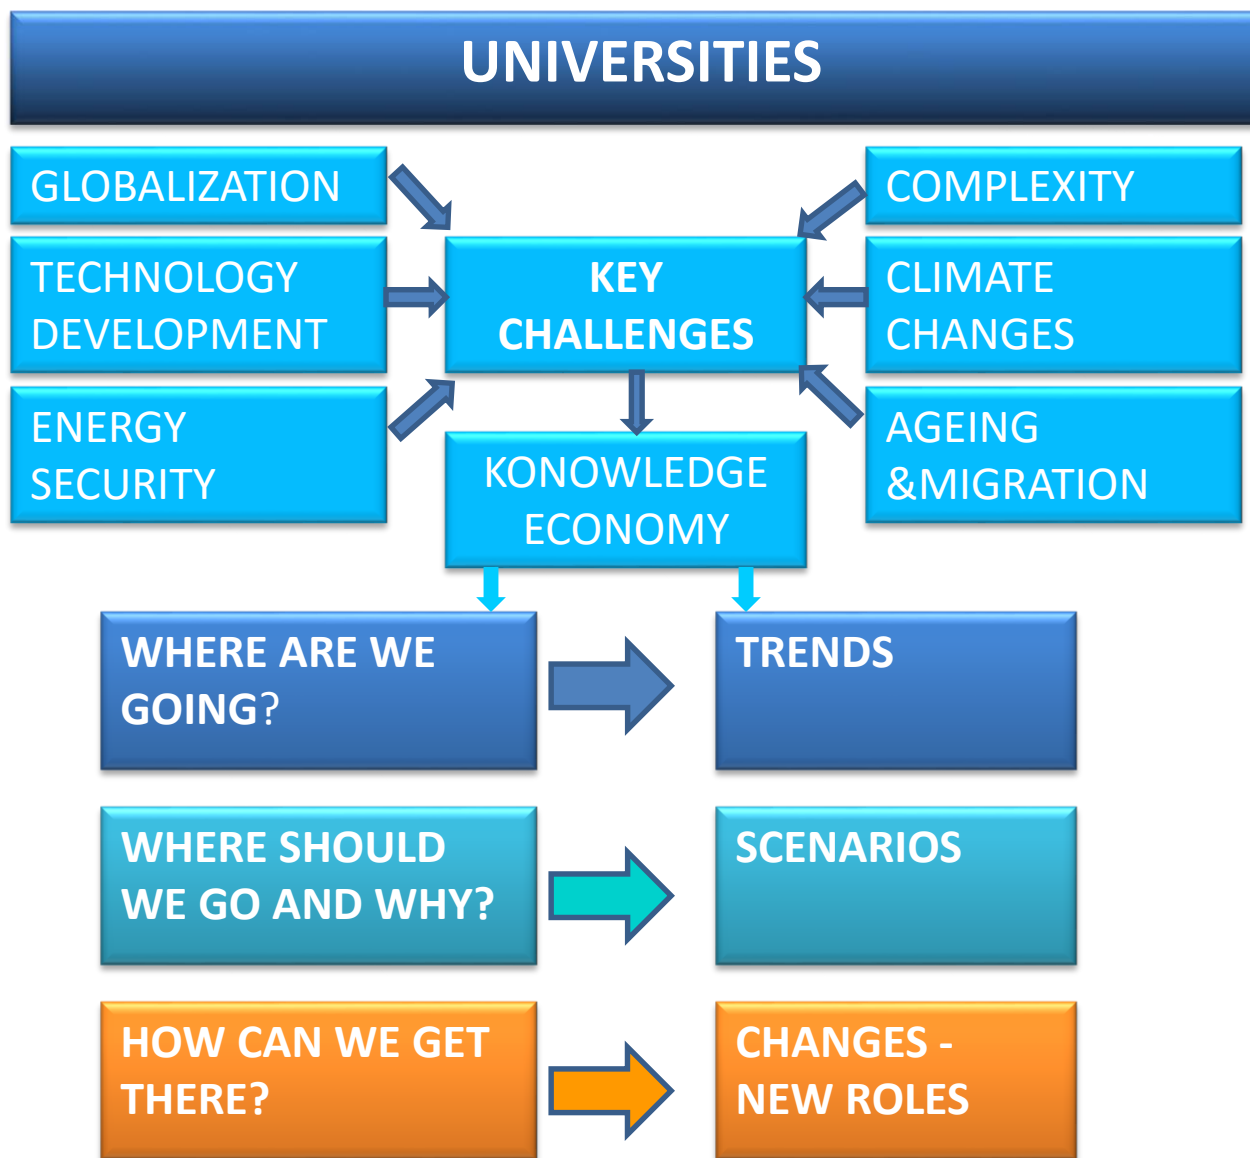 UNIVERSITIES
GLOBALIZATION
COMPLEXITY
TECHNOLOGY
DEVELOPMENT
KEY
CHALLENGES
CLIMATE
CHANGES
ENERGY
SECURITY
KONOWLEDGE
ECONOMY
AGEING
&MIGRATION
WHERE ARE WE
GOING?
TRENDS
WHERE SHOULD
WE GO AND WHY?
SCENARIOS
HOW CAN WE GET
THERE?
CHANGES -
NEW ROLES